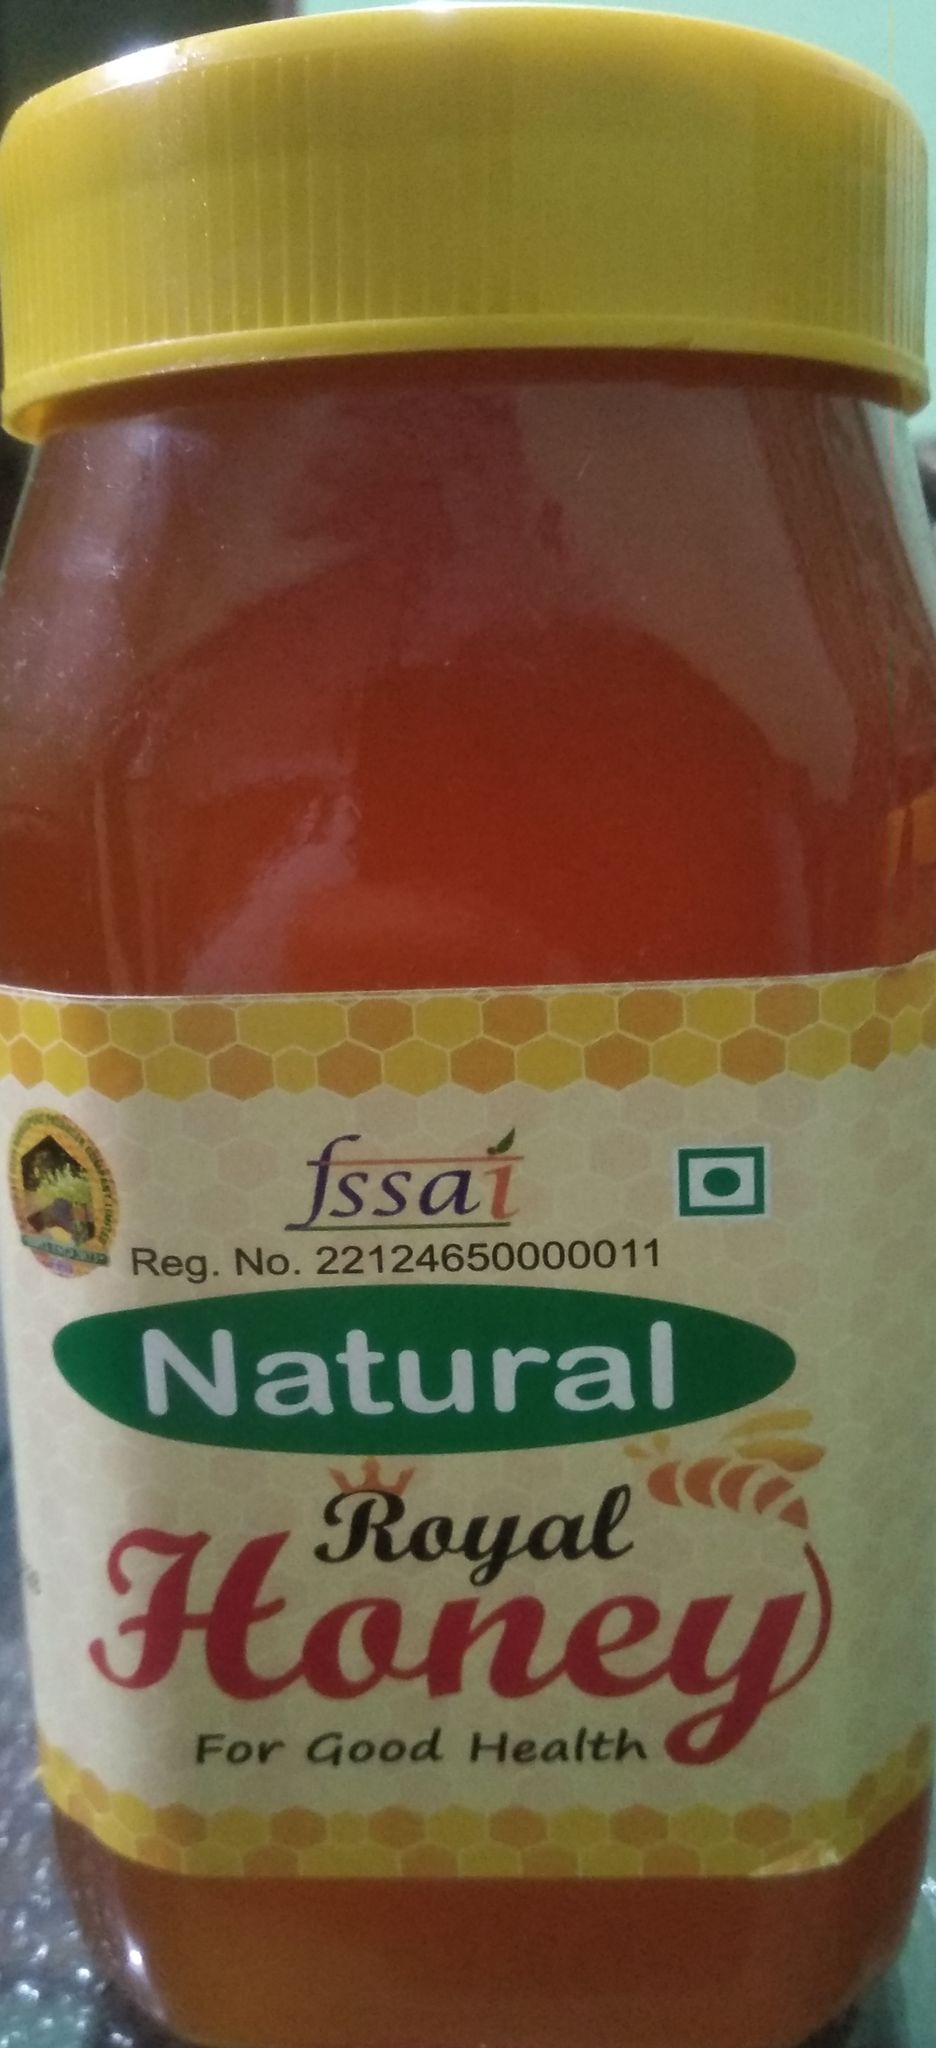 fssai
Reg. No. 22124650000011
Natural
Royal
Honey
For Good Health